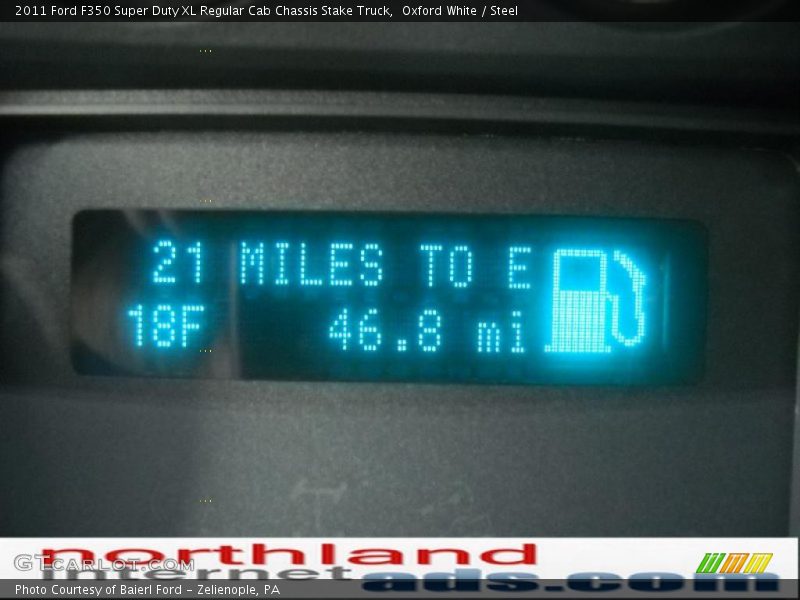 2011 Ford F350 Super Duty XL Regular Cab Chassis Stake Truck,  Oxford White / Steel
21 MILES TO E
18F 46.8 mi
northland
GTCARLOT.COM
internet ads.com
Photo Courtesy of Baierl Ford - Zelienople, PA